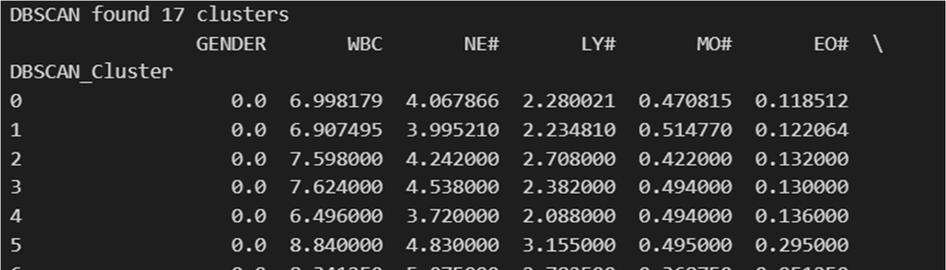 DBSCAN found 17 clusters
GENDER WBC NE# LY# MO# EO# \
DBSCAN_Cluster
0 0.0 6.998179 4.067866 2.280021 0.470815 0.118512
1 0.0 6.907495 3.995210 2.234810 0.514770 0.122064
2 0.0 7.598000 4.242000 2.708000 0.422000 0.132000
3 0.0 7.624000 4.538000 2.382000 0.494000 0.130000
4 0.0 6.496000 3.720000 2.088000 0.494000 0.136000
5 0.0 8.840000 4.830000 3.155000 0.495000 0.295000